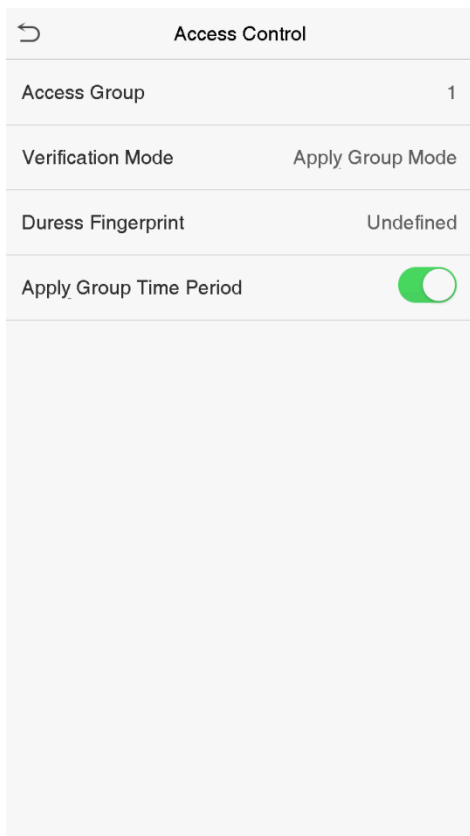 Access Control
Access Group 1
Verification Mode Apply Group Mode
Duress Fingerprint Undefined
Apply Group Time Period